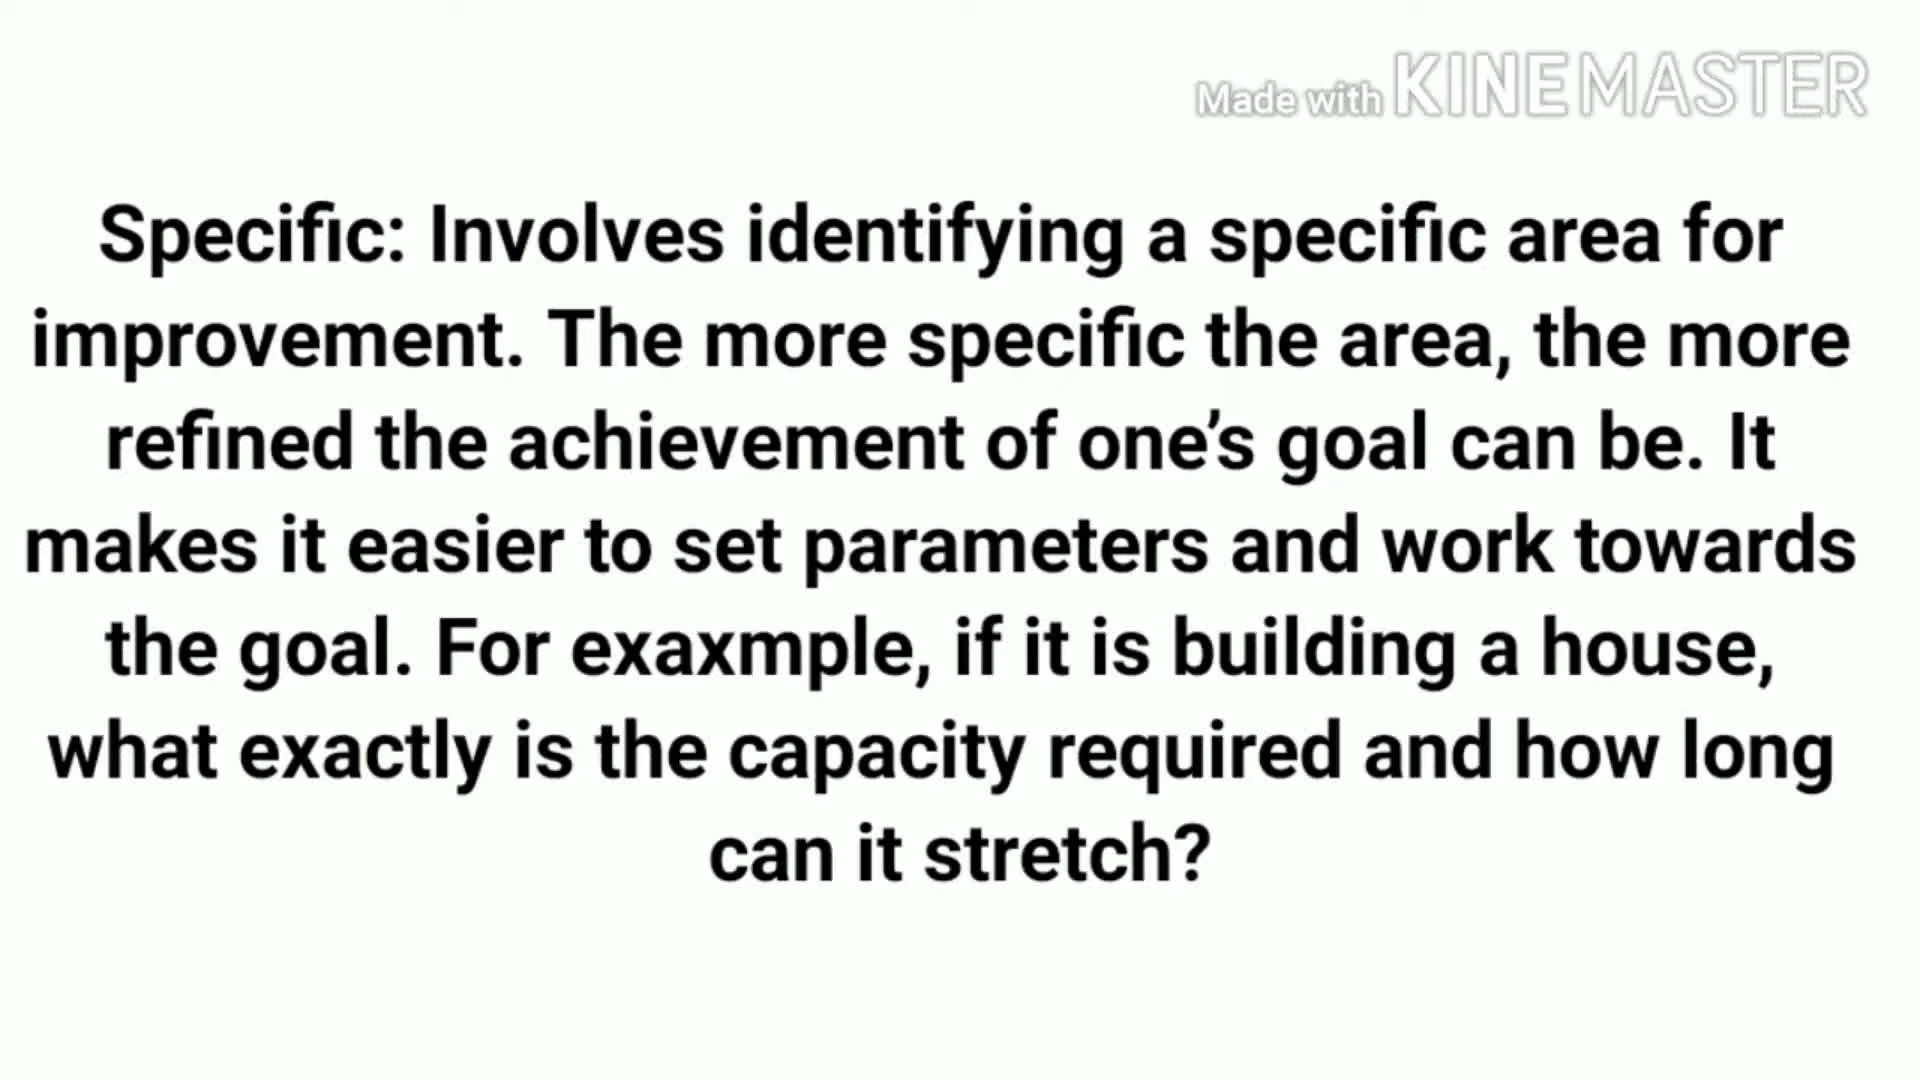 Made with KINEMASTER
Specific: Involves identifying a specific area for
improvement. The more specific the area, the more
refined the achievement of one’s goal can be. It
makes it easier to set parameters and work towards
the goal. For exaxmple, if it is building a house,
what exactly is the capacity required and how long
can it stretch?